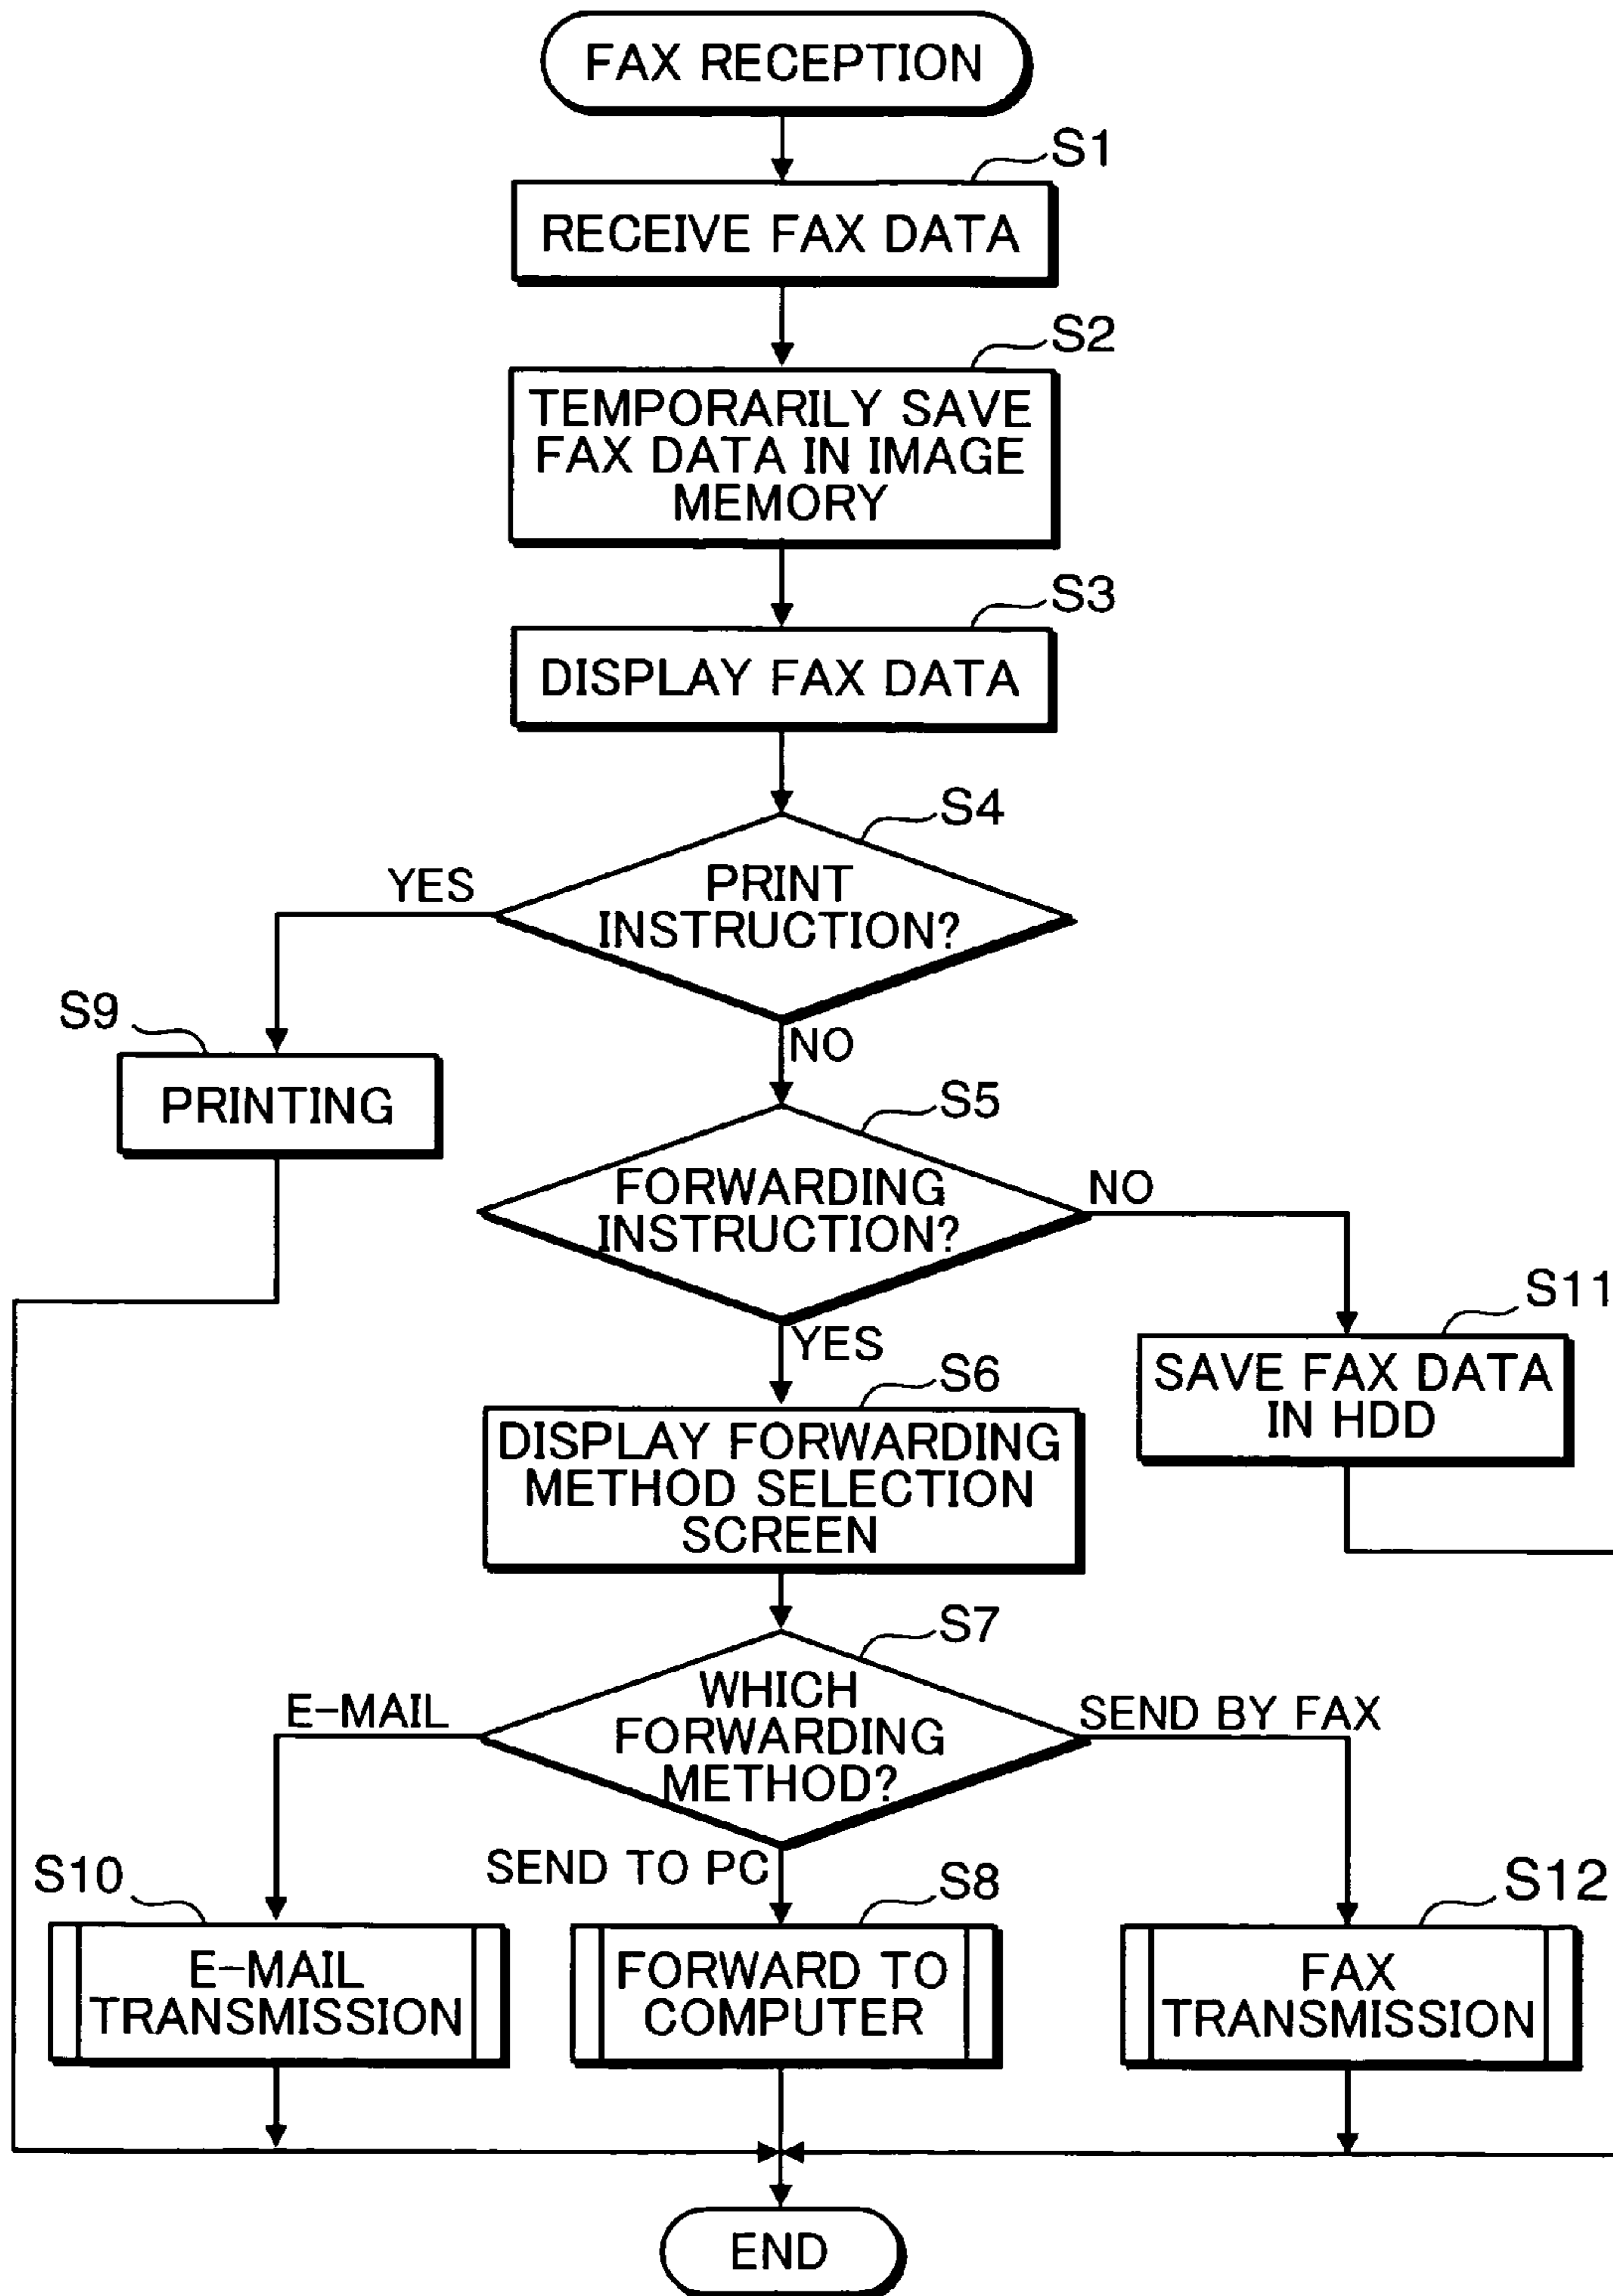 FAX RECEPTION
S1
RECEIVE FAX DATA
S2
TEMPORARILY SAVE
FAX DATA IN IMAGE
MEMORY
S3
DISPLAY FAX DATA
S4
PRINT
INSTRUCTION?
YES
NO
S9
PRINTING
S5
FORWARDING
INSTRUCTION?
NO
YES
S11
SAVE FAX DATA
IN HDD
S6
DISPLAY FORWARDING
METHOD SELECTION
SCREEN
S7
WHICH
FORWARDING
METHOD?
E-MAIL
SEND BY FAX
SEND TO PC
S10
E-MAIL
TRANSMISSION
S8
FORWARD TO
COMPUTER
S12
FAX
TRANSMISSION
END